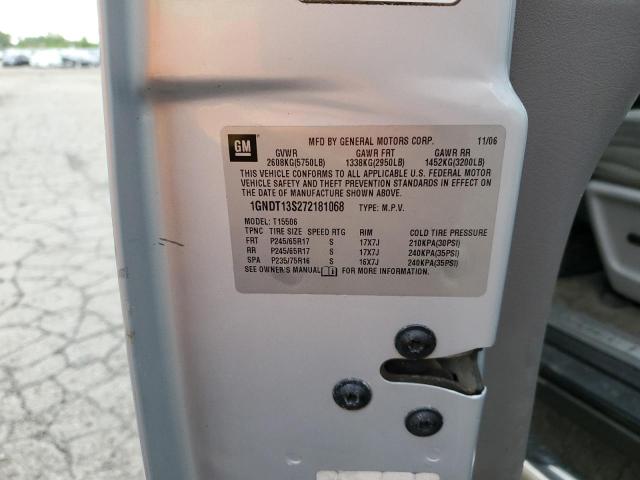 GM
MFD BY GENERAL MOTORS CORP. 11/06
GVWR GAWR FRT GAWR RR
2608KG(5750LB) 1338KG(2950LB) 1452KG(3200LB)
THIS VEHICLE CONFORMS TO ALL APPLICABLE U.S. FEDERAL MOTOR
VEHICLE SAFETY AND THEFT PREVENTION STANDARDS IN EFFECT ON
THE DATE OF MANUFACTURE SHOWN ABOVE.
1GNDT13S272181068 TYPE: M.P.V.
MODEL: T15506
TPNC TIRE SIZE SPEED RTG RIM COLD TIRE PRESSURE
FRT P245/65R17 S 17X7J 210KPA(30PSI)
RR P245/65R17 S 17X7J 240KPA(35PSI)
SPA P235/75R16 S 16X7J 240KPA(35PSI)
SEE OWNER'S MANUAL FOR MORE INFORMATION.